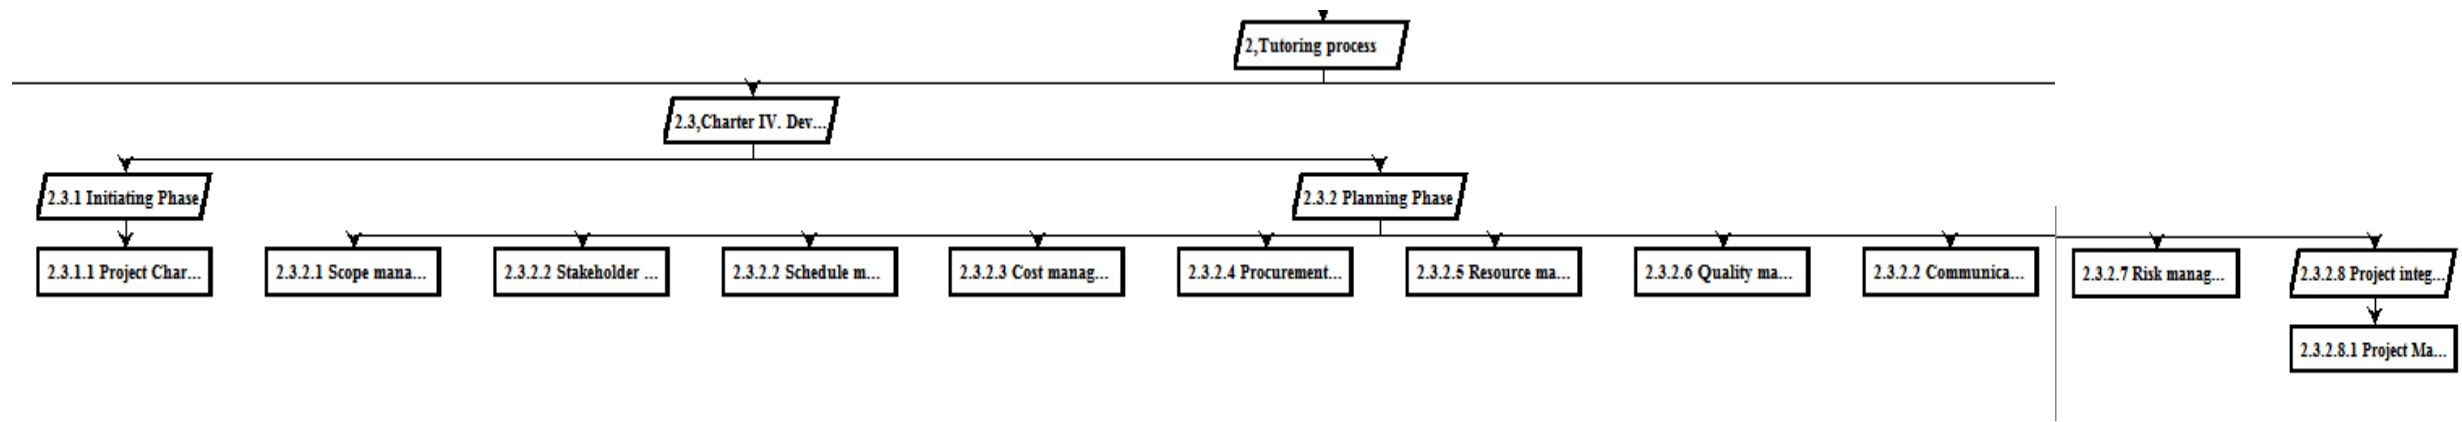 2,Tutoring process
2.3,Charter IV. Dev...
2.3.1 Initiating Phase
2.3.2 Planning Phase
2.3.1.1 Project Char...
2.3.2.1 Scope mana...
2.3.2.2 Stakeholder ...
2.3.2.2 Schedule m...
2.3.2.3 Cost manag...
2.3.2.4 Procurement...
2.3.2.5 Resource ma...
2.3.2.6 Quality ma...
2.3.2.2 Communica...
2.3.2.7 Risk manag...
2.3.2.8 Project integ...
2.3.2.8.1 Project Ma...